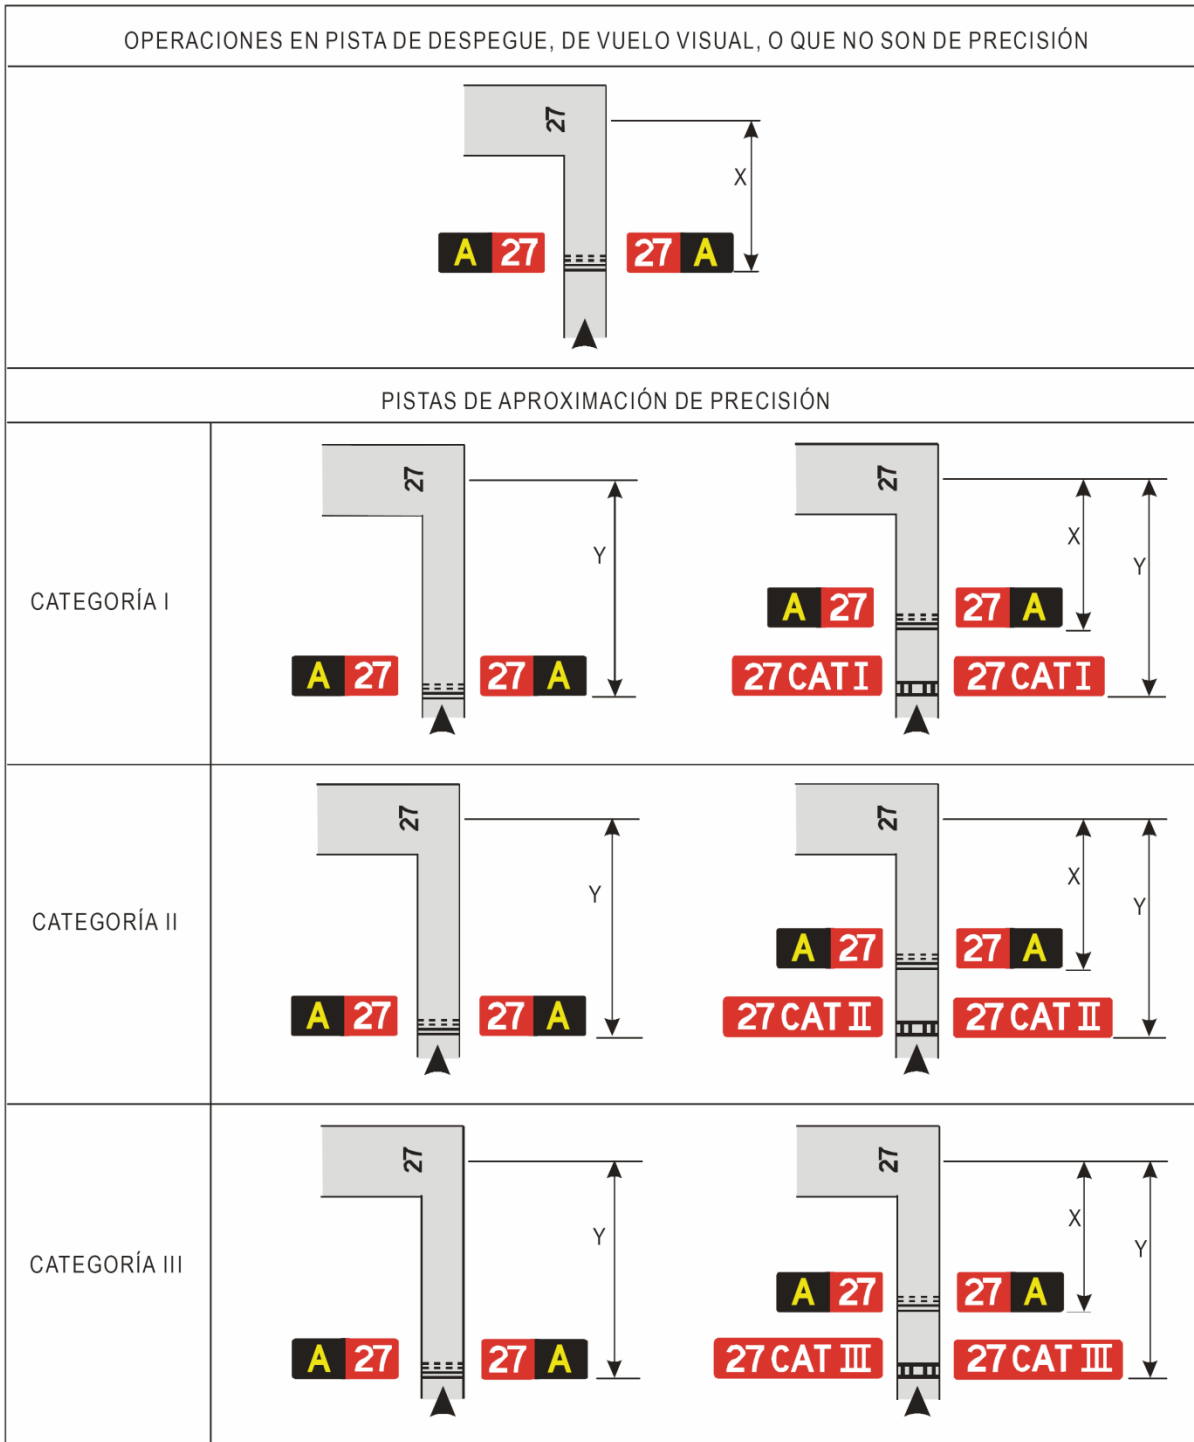 OPERACIONES EN PISTA DE DESPEGUE, DE VUELO VISUAL, O QUE NO SON DE PRECISIÓN
27
X
A 27 27 A
PISTAS DE APROXIMACIÓN DE PRECISIÓN
CATEGORÍA I
27
Y
A 27 27 A
27
X
Y
A 27 27 A
27 CAT I 27 CAT I
CATEGORÍA II
27
Y
A 27 27 A
27
X
Y
A 27 27 A
27 CAT II 27 CAT II
CATEGORÍA III
27
Y
A 27 27 A
27
X
Y
A 27 27 A
27 CAT III 27 CAT III